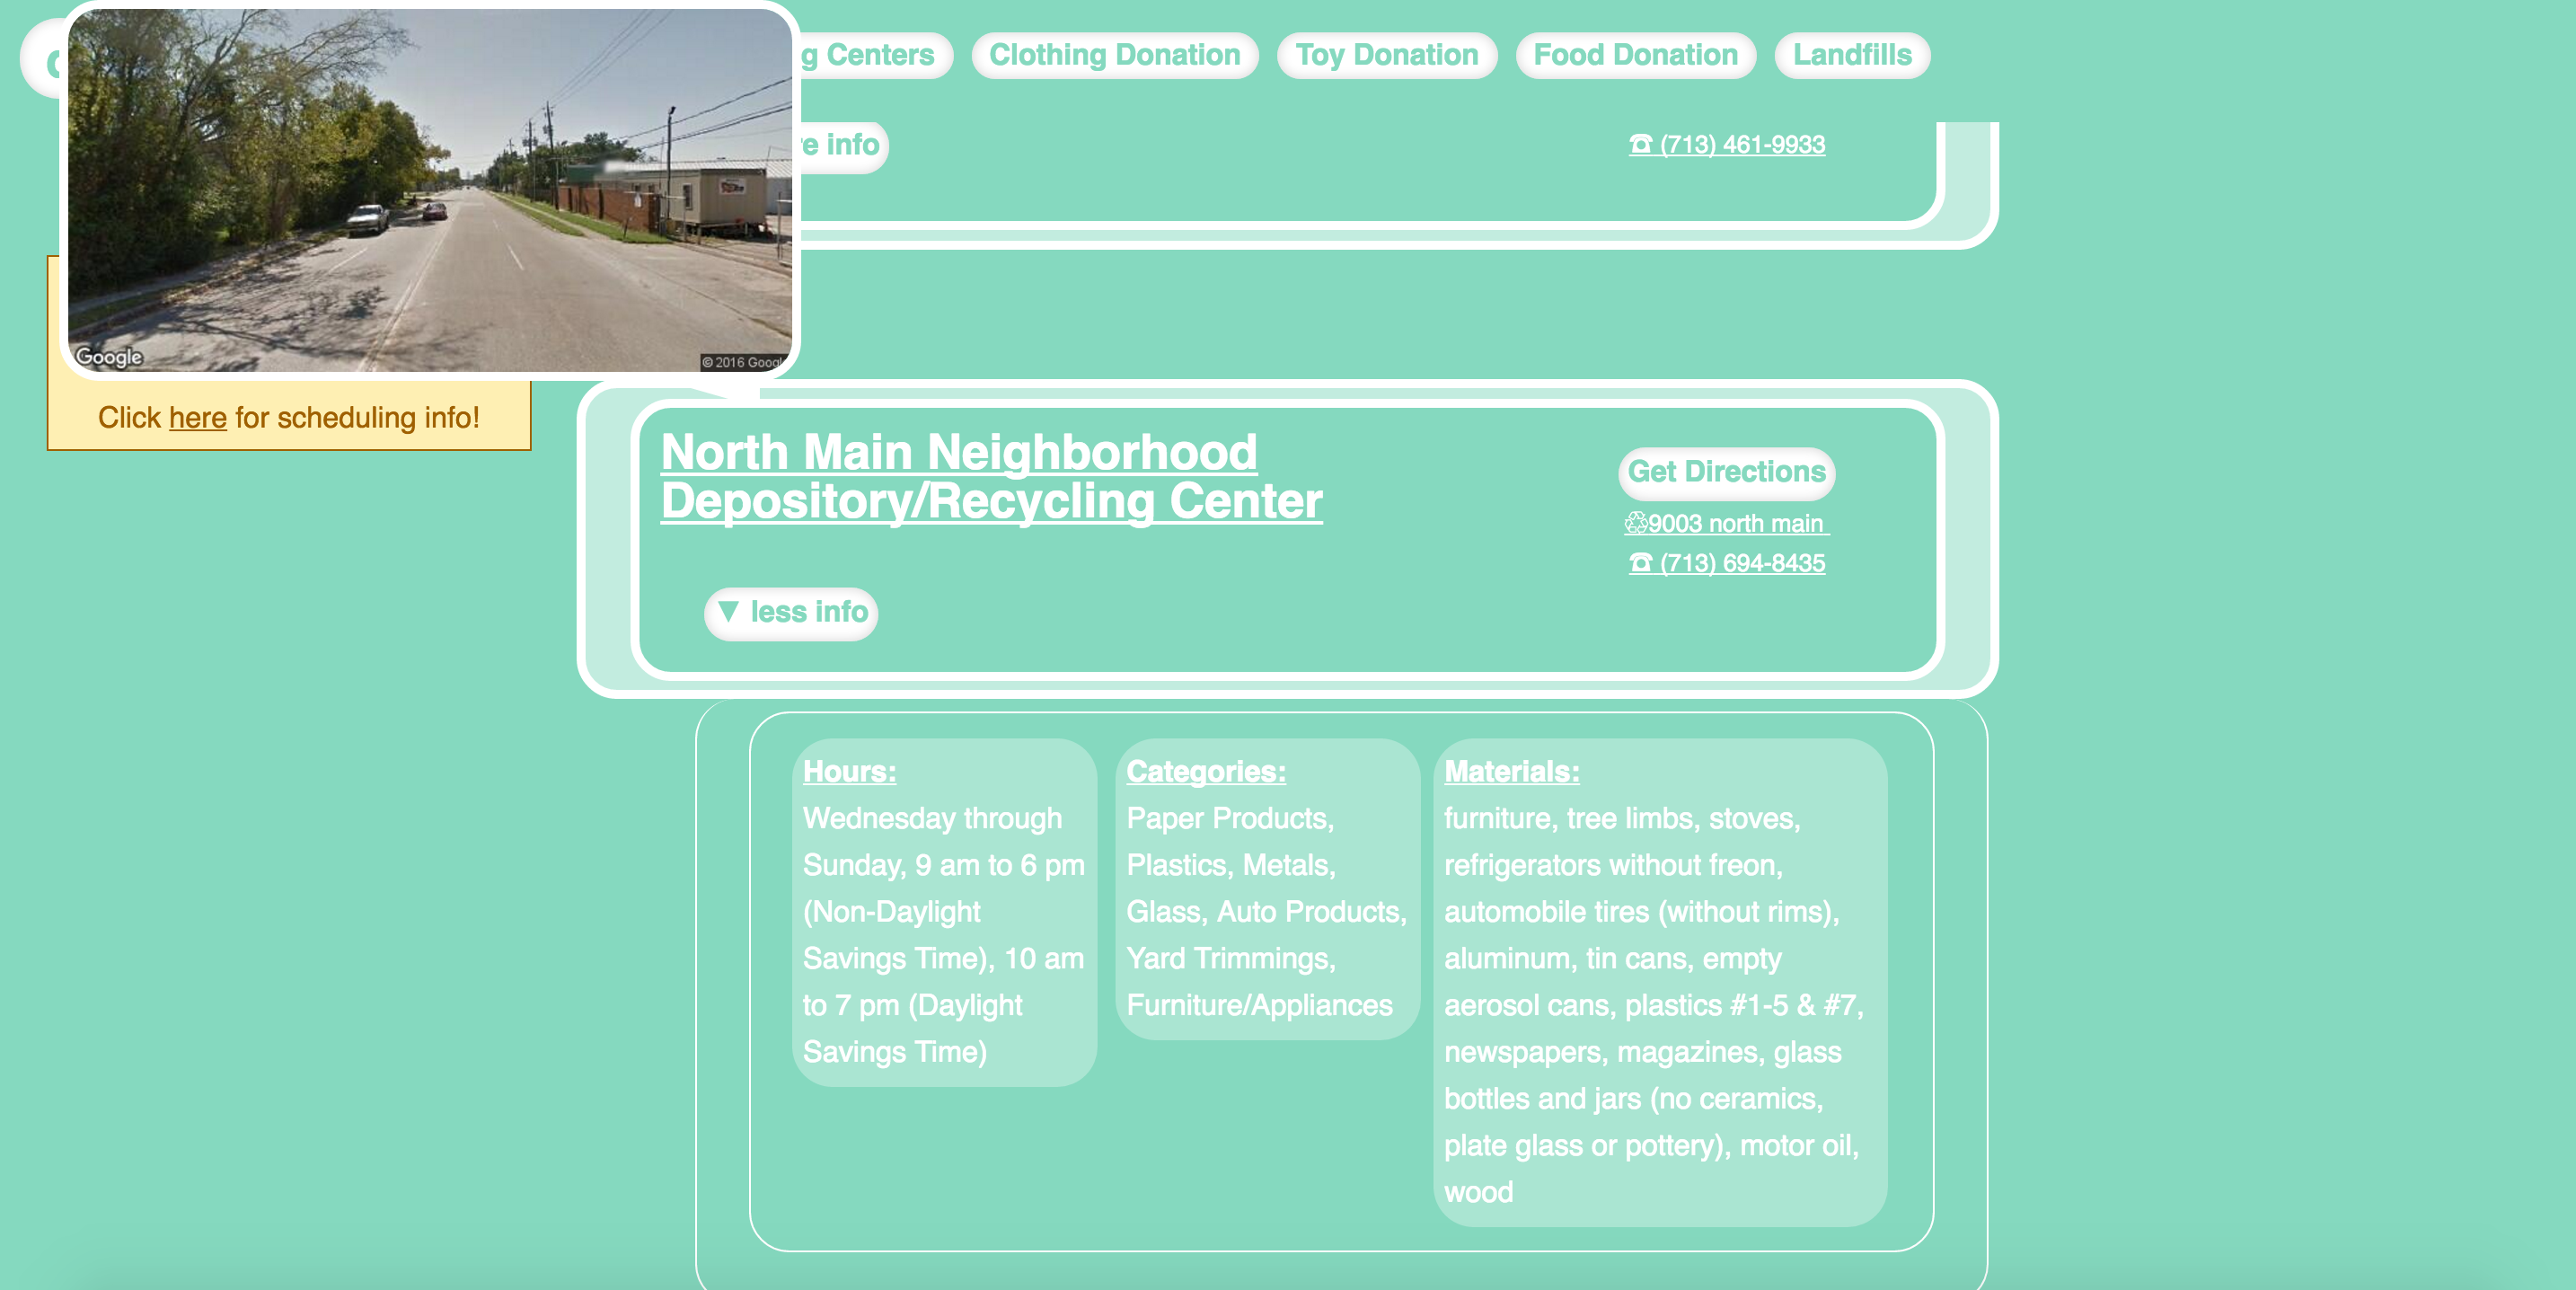 g Centers
Clothing Donation
Toy Donation
Food Donation
Landfills
e info
☎ (713) 461-9933
Google
© 2016 Googl
Click here for scheduling info!
North Main Neighborhood
Depository/Recycling Center
Get Directions
♲9003 north main
☎ (713) 694-8435
▼ less info
Hours:
Wednesday through
Sunday, 9 am to 6 pm
(Non-Daylight
Savings Time), 10 am
to 7 pm (Daylight
Savings Time)
Categories:
Paper Products,
Plastics, Metals,
Glass, Auto Products,
Yard Trimmings,
Furniture/Appliances
Materials:
furniture, tree limbs, stoves,
refrigerators without freon,
automobile tires (without rims),
aluminum, tin cans, empty
aerosol cans, plastics #1-5 & #7,
newspapers, magazines, glass
bottles and jars (no ceramics,
plate glass or pottery), motor oil,
wood